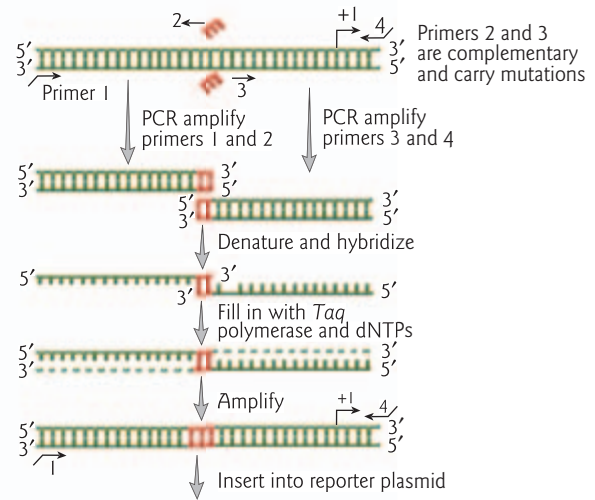 2
+1
4
5′
3′
3′
5′
Primers 2 and 3
are complementary
and carry mutations
Primer 1
3
PCR amplify
primers 1 and 2
PCR amplify
primers 3 and 4
5′
3′
3′
5′
5′
3′
3′
5′
Denature and hybridize
5′
3′
3′
5′
Fill in with Taq
polymerase and dNTPs
5′
3′
3′
5′
Amplify
+1
4
5′
3′
3′
5′
1
Insert into reporter plasmid